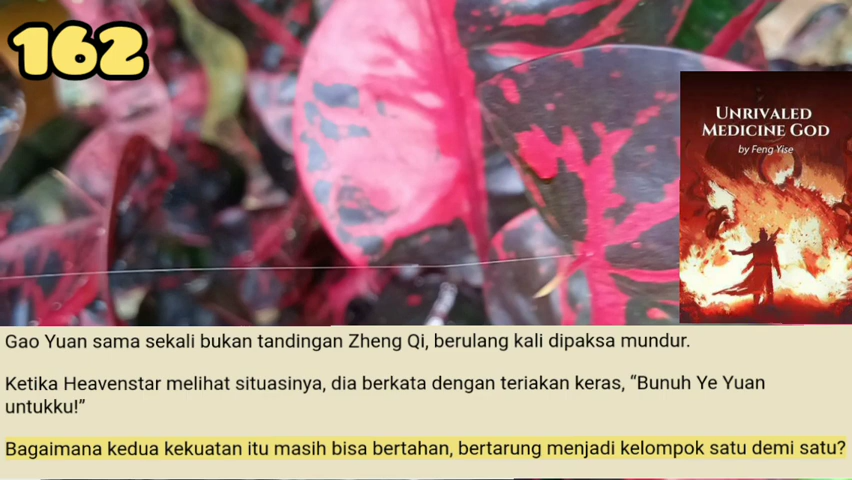 162
UNRIVALED
MEDICINE GOD
by Feng Yise
Gao Yuan sama sekali bukan tandingan Zheng Qi, berulang kali dipaksa mundur.
Ketika Heavenstar melihat situasinya, dia berkata dengan teriakan keras, “Bunuh Ye Yuan
untukku!”
Bagaimana kedua kekuatan itu masih bisa bertahan, bertarung menjadi kelompok satu demi satu?